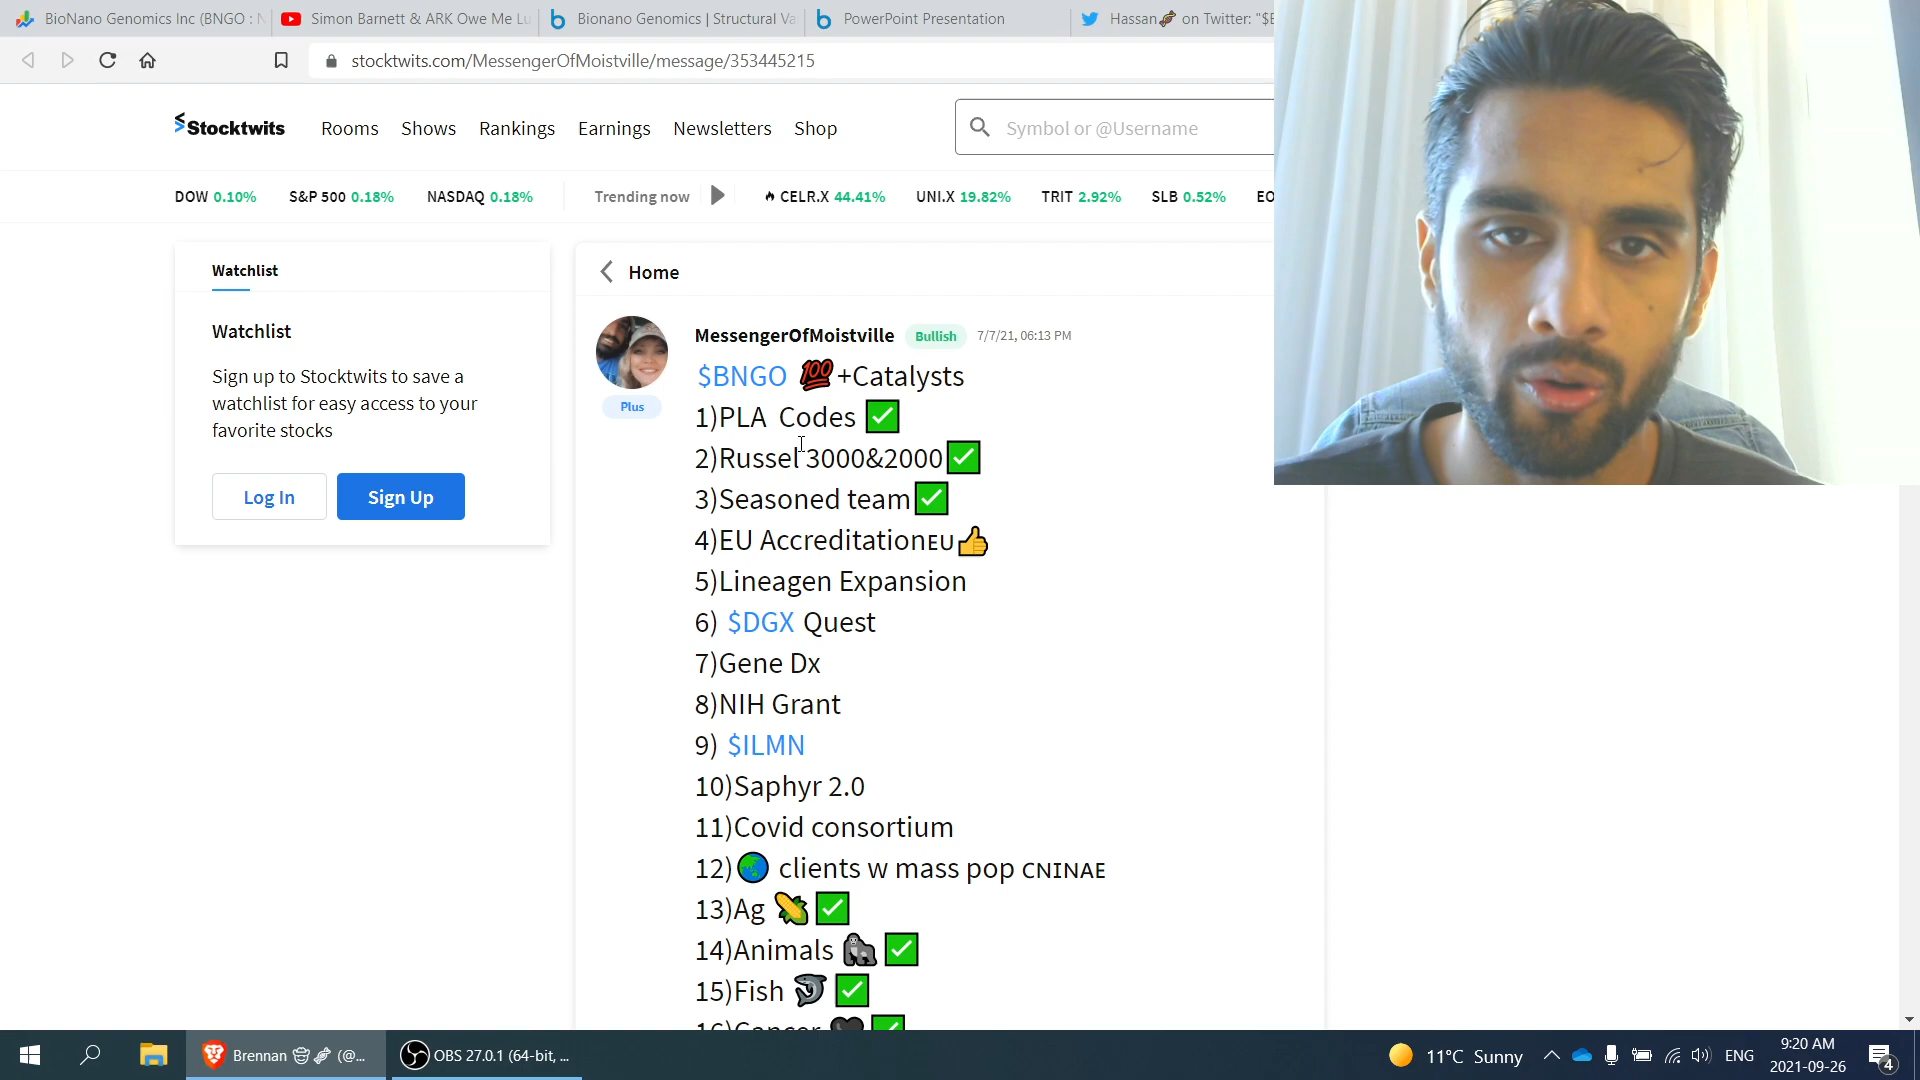 BioNano Genomics Inc (BNGO :
Simon Barnett & ARK Owe Me Lu
Bionano Genomics | Structural Va
PowerPoint Presentation
Hassan🧬 on Twitter: "$B
stocktwits.com/MessengerOfMoistville/message/353445215
Stocktwits
Rooms
Shows
Rankings
Earnings
Newsletters
Shop
Symbol or @Username
DOW 0.10%
S&P 500 0.18%
NASDAQ 0.18%
Trending now
CELR.X 44.41%
UNI.X 19.82%
TRIT 2.92%
SLB 0.52%
EO
Watchlist
Watchlist
Sign up to Stocktwits to save a
watchlist for easy access to your
favorite stocks
Log In
Sign Up
Home
Plus
MessengerOfMoistville Bullish 7/7/21, 06:13 PM
$BNGO 💯+Catalysts
1)PLA Codes ✅
2)Russel 3000&2000✅
3)Seasoned team✅
4)EU AccreditationEU👍
5)Lineagen Expansion
6) $DGX Quest
7)Gene Dx
8)NIH Grant
9) $ILMN
10)Saphyr 2.0
11)Covid consortium
12)🌏 clients w mass pop CNINAE
13)Ag 🌽✅
14)Animals 🦍✅
15)Fish 🦈✅
16)Cancer 🖤✅
Brennan 🤠🧬 (@...
OBS 27.0.1 (64-bit, ...
11°C Sunny
ENG
9:20 AM
2021-09-26
4